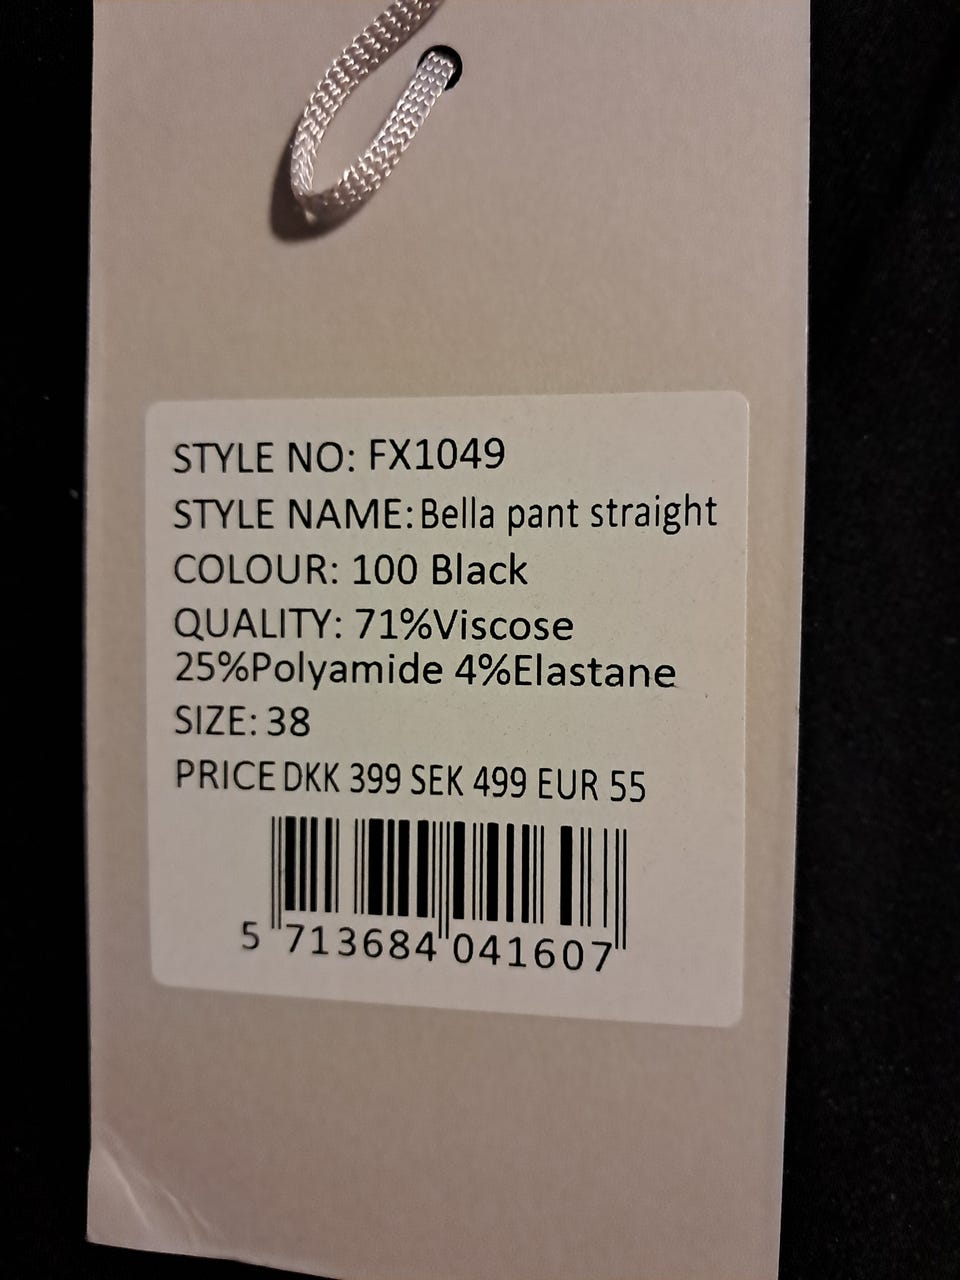 STYLE NO: FX1049
STYLE NAME: Bella pant straight
COLOUR: 100 Black
QUALITY: 71%Viscose
25%Polyamide 4%Elastane
SIZE: 38
PRICE DKK 399 SEK 499 EUR 55
5 713684 041607